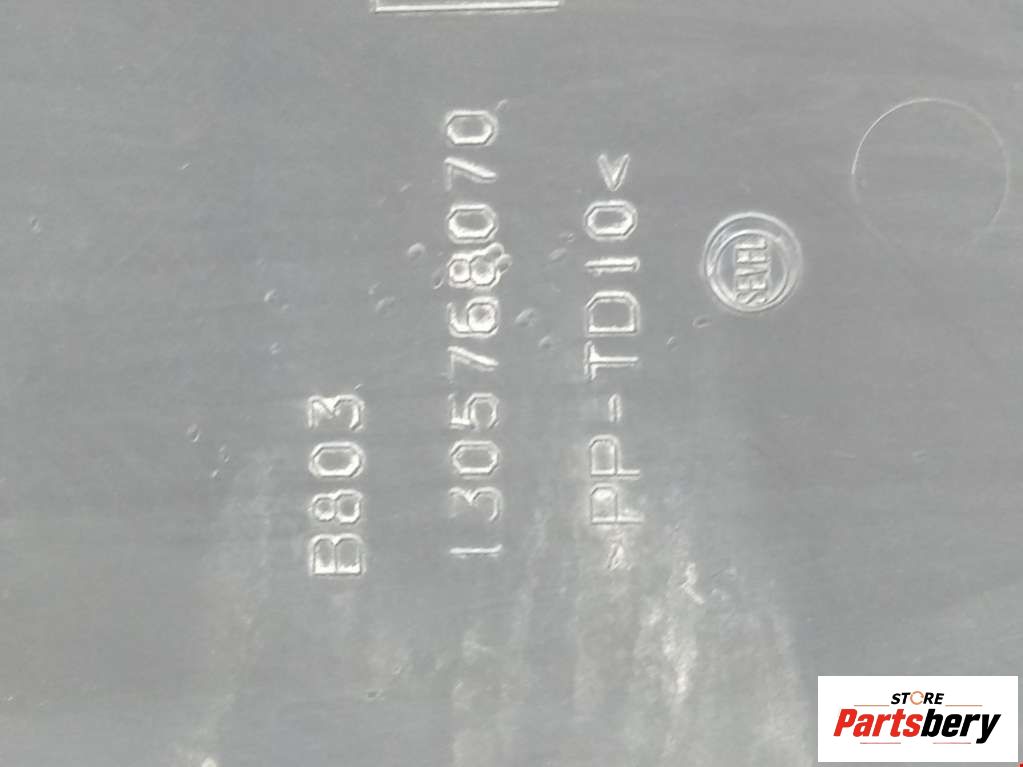 B803
1305768070
>PP-TD10<
SEVEL
STORE
Partsbery